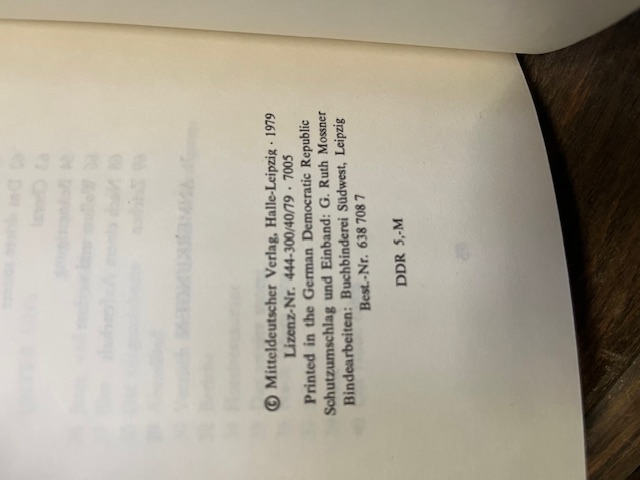 © Mitteldeutscher Verlag, Halle-Leipzig · 1979
Lizenz-Nr. 444-300/40/79 · 7005
Printed in the German Democratic Republic
Schutzumschlag und Einband: G. Ruth Mossner
Bindearbeiten: Buchbinderei Südwest, Leipzig
Best.-Nr. 638 708 7
DDR 5,-M